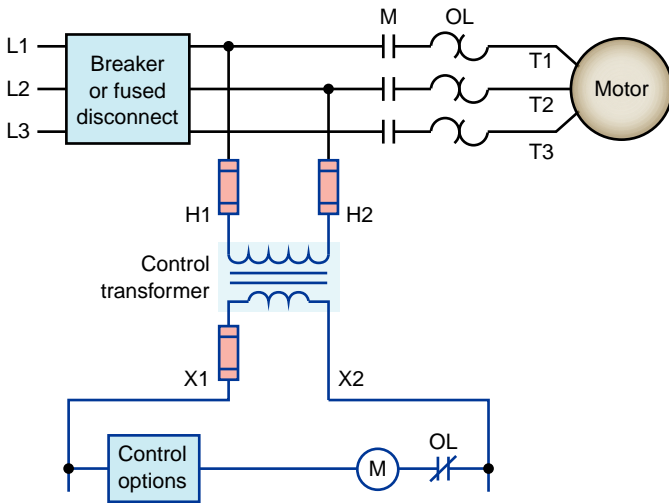 M OL
L1
Breaker
or fused
disconnect
L2
L3
T1
T2
T3
Motor
H1 H2
Control
transformer
X1 X2
Control
options
M
OL